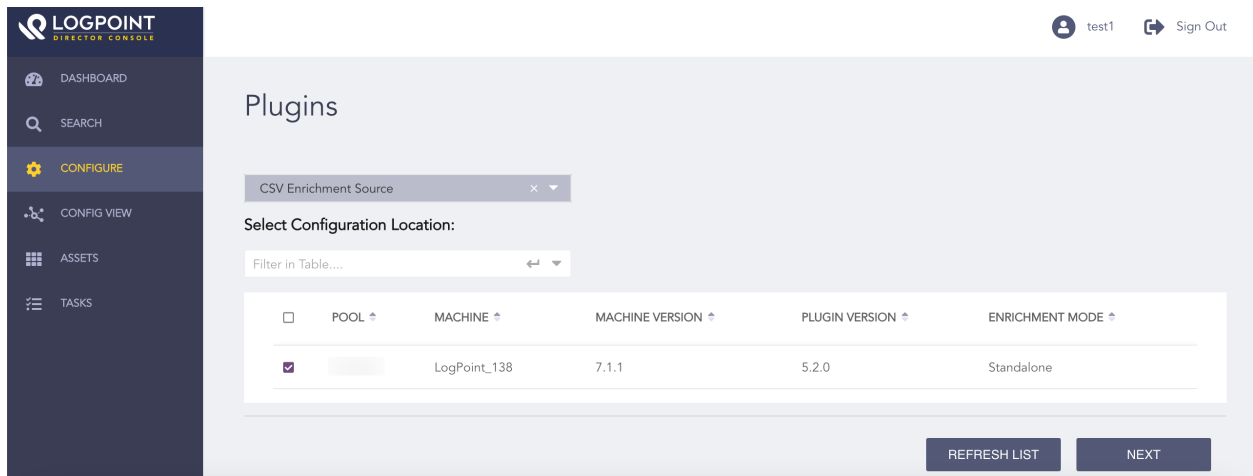 LOGPOINT
DIRECTOR CONSOLE
test1
Sign Out
DASHBOARD
SEARCH
CONFIGURE
CONFIG VIEW
ASSETS
TASKS
Plugins
CSV Enrichment Source
Select Configuration Location:
Filter in Table....
POOL MACHINE MACHINE VERSION PLUGIN VERSION ENRICHMENT MODE
LogPoint_138 7.1.1 5.2.0 Standalone
REFRESH LIST NEXT